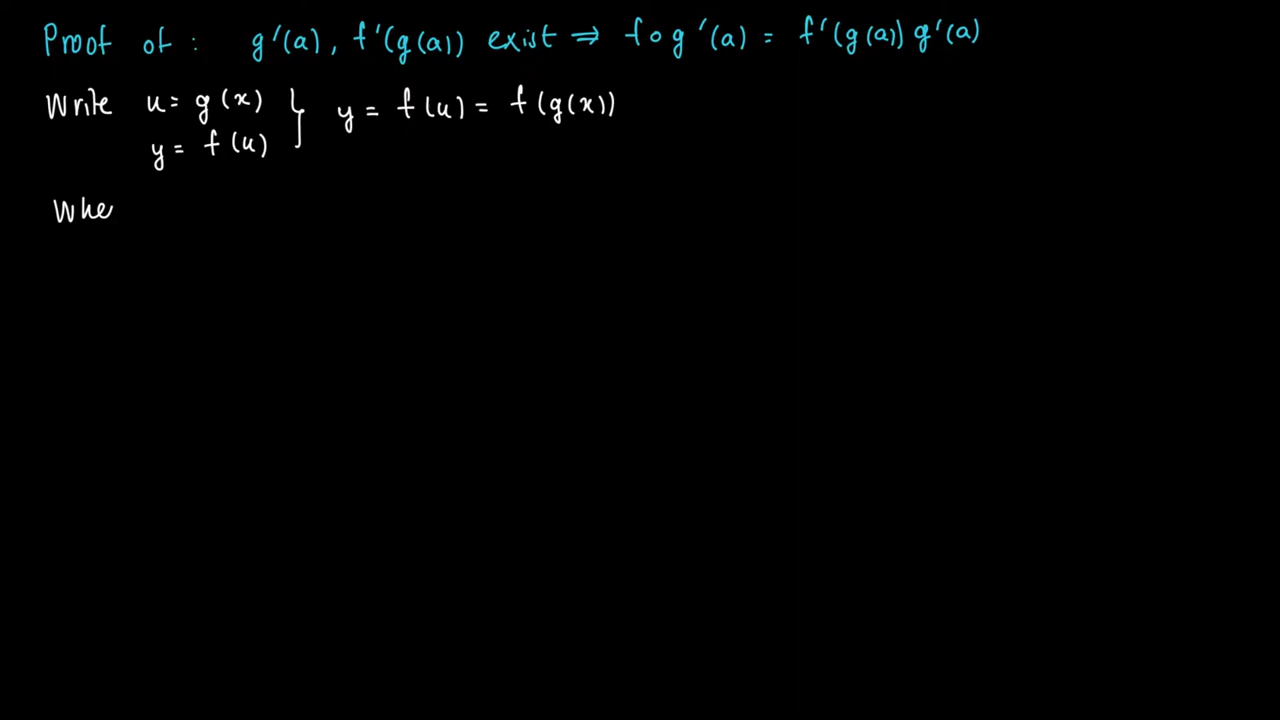 Proof of : g'(a), f'(g(a)) exist ⇒ f∘g'(a) = f'(g(a)) g'(a)
Write u = g(x) } y = f(u) = f(g(x))
y = f(u)
Whe